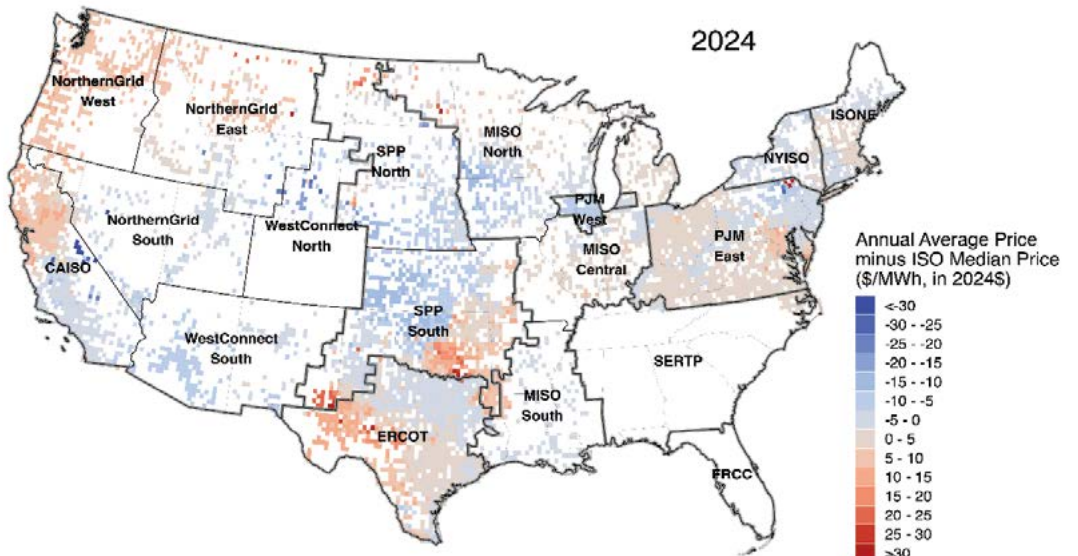 2024
NorthernGrid
West
NorthernGrid
East
MISO
North
ISONE
SPP
North
NYISO
PJM
West
NorthernGrid
South
WestConnect
North
MISO
Central
PJM
East
CAISO
SPP
South
WestConnect
South
SERTP
MISO
South
ERCOT
FRCC
Annual Average Price
minus ISO Median Price
($/MWh, in 2024$)
<-30
-30 - -25
-25 - -20
-20 - -15
-15 - -10
-10 - -5
-5 - 0
0 - 5
5 - 10
10 - 15
15 - 20
20 - 25
25 - 30
>30